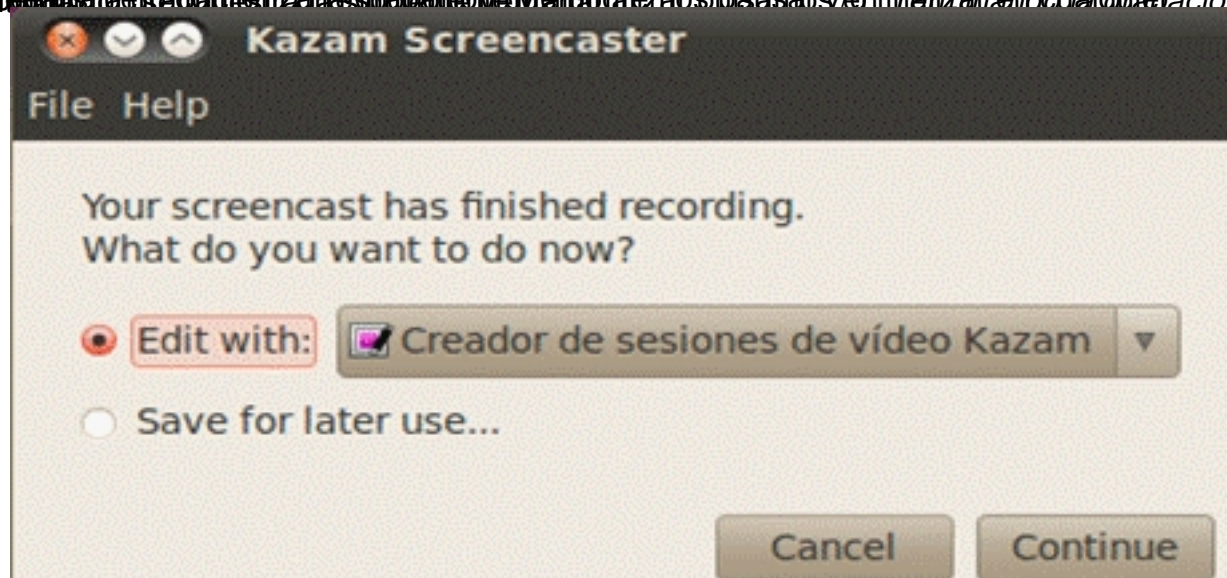 Kazam Screencaster
File Help
Your screencast has finished recording.
What do you want to do now?
Edit with: Creador de sesiones de vídeo Kazam
Save for later use...
Cancel Continue